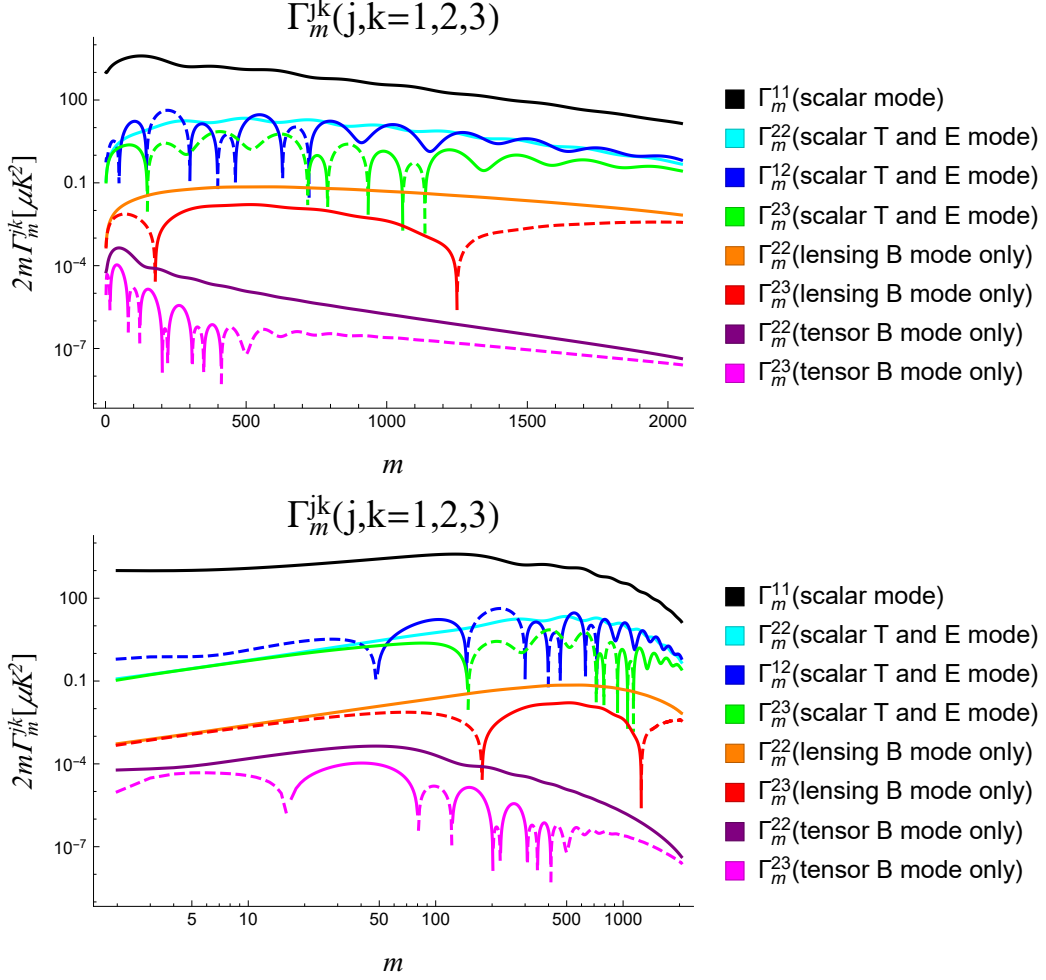 Γ_m^jk(j,k=1,2,3)
2mΓ_m^jk[μK²]
100
0.1
10⁻⁴
10⁻⁷
0
500
1000
1500
2000
m
Γ_m^11(scalar mode)
Γ_m^22(scalar T and E mode)
Γ_m^12(scalar T and E mode)
Γ_m^23(scalar T and E mode)
Γ_m^22(lensing B mode only)
Γ_m^23(lensing B mode only)
Γ_m^22(tensor B mode only)
Γ_m^23(tensor B mode only)
Γ_m^jk(j,k=1,2,3)
2mΓ_m^jk[μK²]
100
0.1
10⁻⁴
10⁻⁷
5
10
50
100
500
1000
m
Γ_m^11(scalar mode)
Γ_m^22(scalar T and E mode)
Γ_m^12(scalar T and E mode)
Γ_m^23(scalar T and E mode)
Γ_m^22(lensing B mode only)
Γ_m^23(lensing B mode only)
Γ_m^22(tensor B mode only)
Γ_m^23(tensor B mode only)